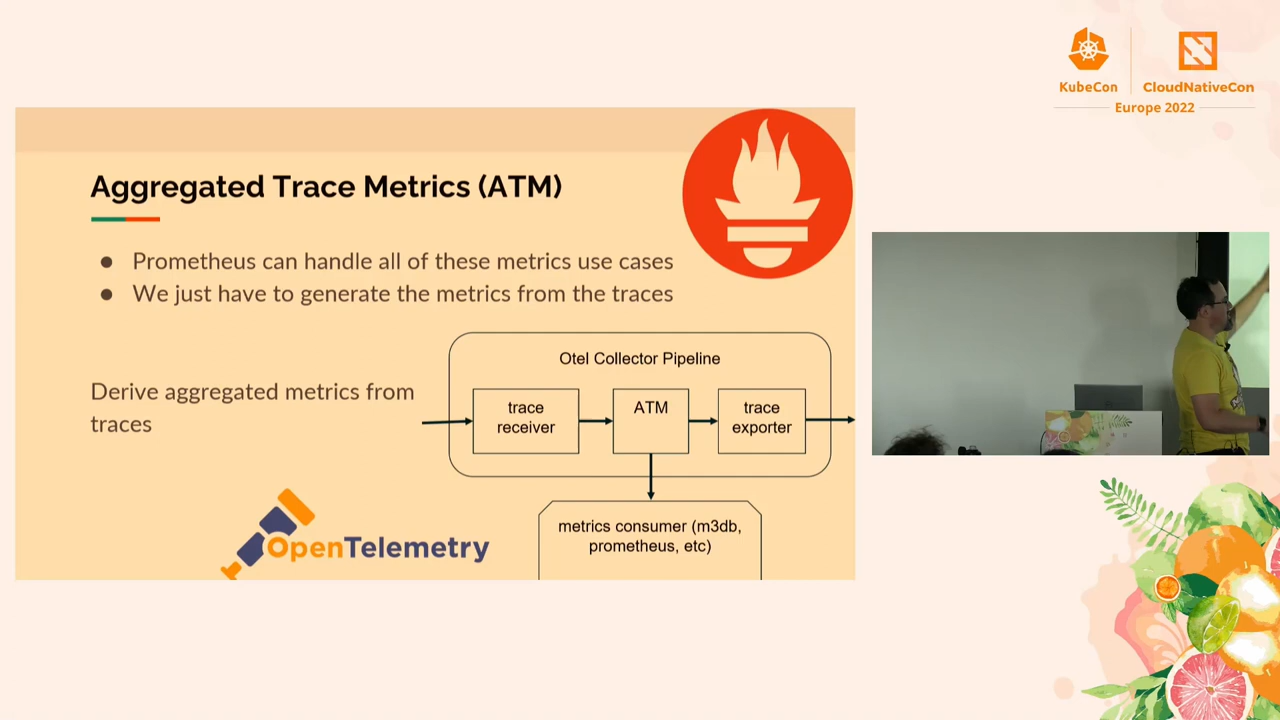 KubeCon
CloudNativeCon
Europe 2022
Aggregated Trace Metrics (ATM)
● Prometheus can handle all of these metrics use cases
● We just have to generate the metrics from the traces
Derive aggregated metrics from
traces
Otel Collector Pipeline
trace
receiver
ATM
trace
exporter
metrics consumer (m3db,
prometheus, etc)
OpenTelemetry